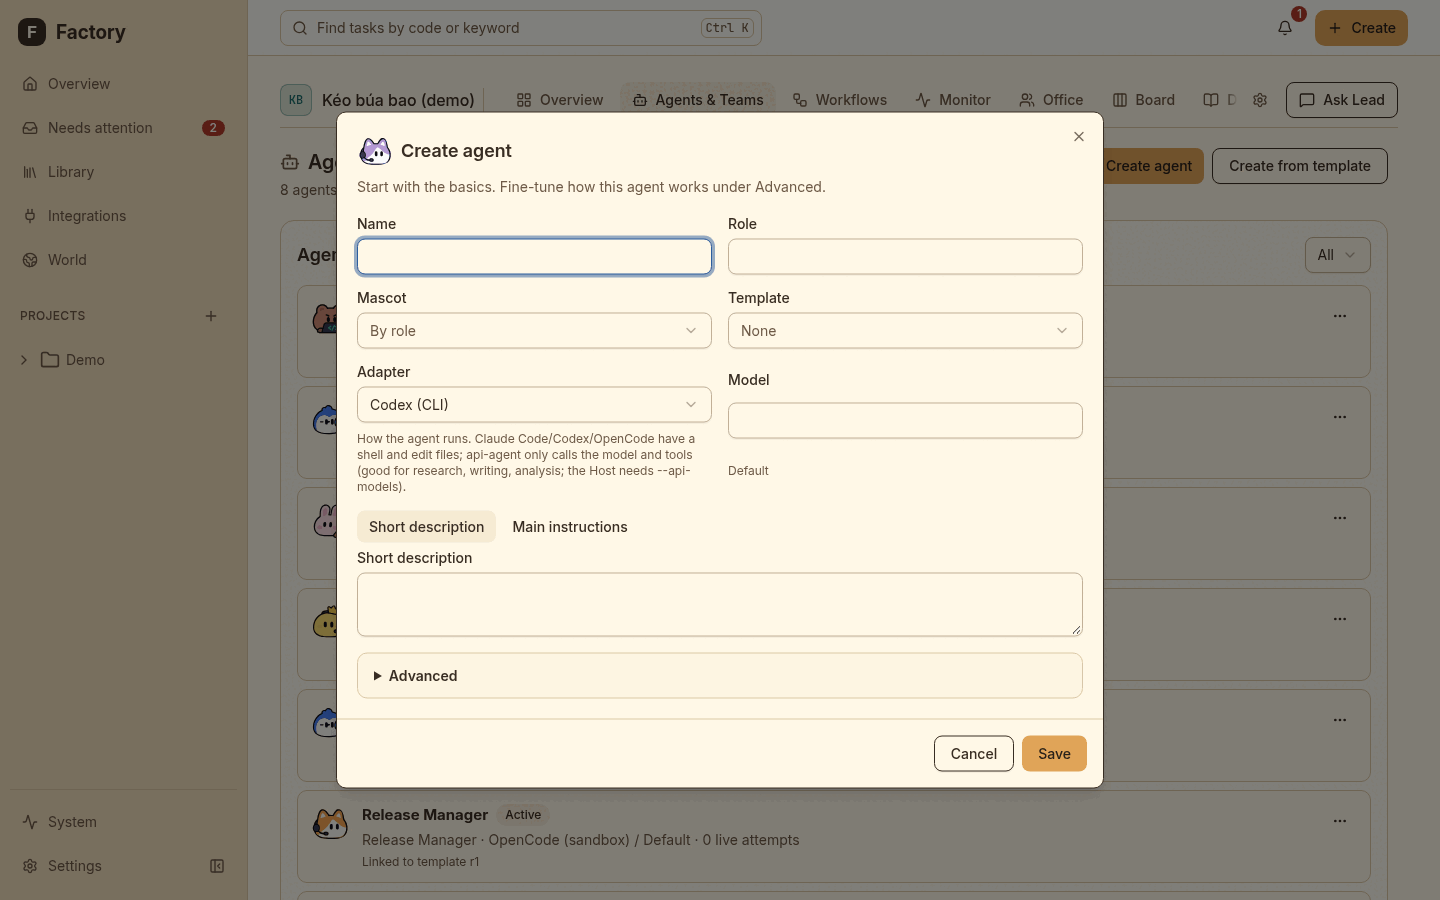 F Factory
Find tasks by code or keyword
Ctrl K
1
Create
Overview
Needs attention
2
Library
Integrations
World
PROJECTS
Demo
System
Settings
KB
Kéo búa bao (demo)
Overview
Agents & Teams
Workflows
Monitor
Office
Board
Ask Lead
8 agents
Create agent
Create from template
All
Create agent
Start with the basics. Fine-tune how this agent works under Advanced.
Name
Role
Mascot
Template
By role
None
Adapter
Model
Codex (CLI)
How the agent runs. Claude Code/Codex/OpenCode have a
shell and edit files; api-agent only calls the model and tools
(good for research, writing, analysis; the Host needs --api-
models).
Default
Short description
Main instructions
Short description
Advanced
Cancel
Save
Release Manager
Active
Release Manager · OpenCode (sandbox) / Default · 0 live attempts
Linked to template r1